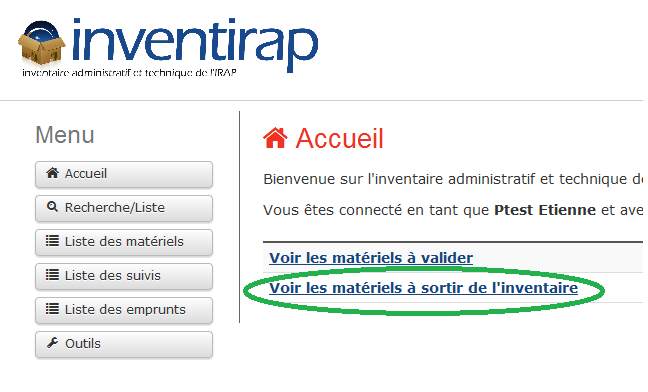 inventirap
inventaire administratif et technique de l'IRAP
Menu
Accueil
Recherche/Liste
Liste des matériels
Liste des suivis
Liste des emprunts
Outils
Accueil
Bienvenue sur l'inventaire administratif et technique
Vous êtes connecté en tant que Ptest Etienne et ave
Voir les matériels à valider
Voir les matériels à sortir de l'inventaire